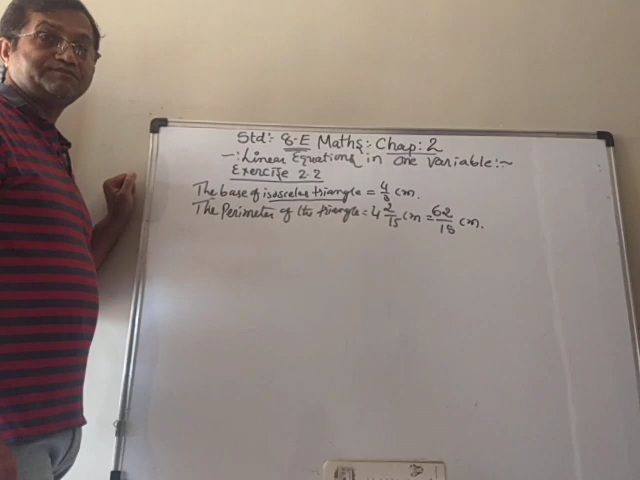 Std:- 8-E Maths:- Chap: 2
-: Linear Equations in one variable:~
Exercise 2.2
The base of isosceles triangle = 4/3 cm.
The Perimeter of the triangle = 4 2/15 cm = 62/15 cm.